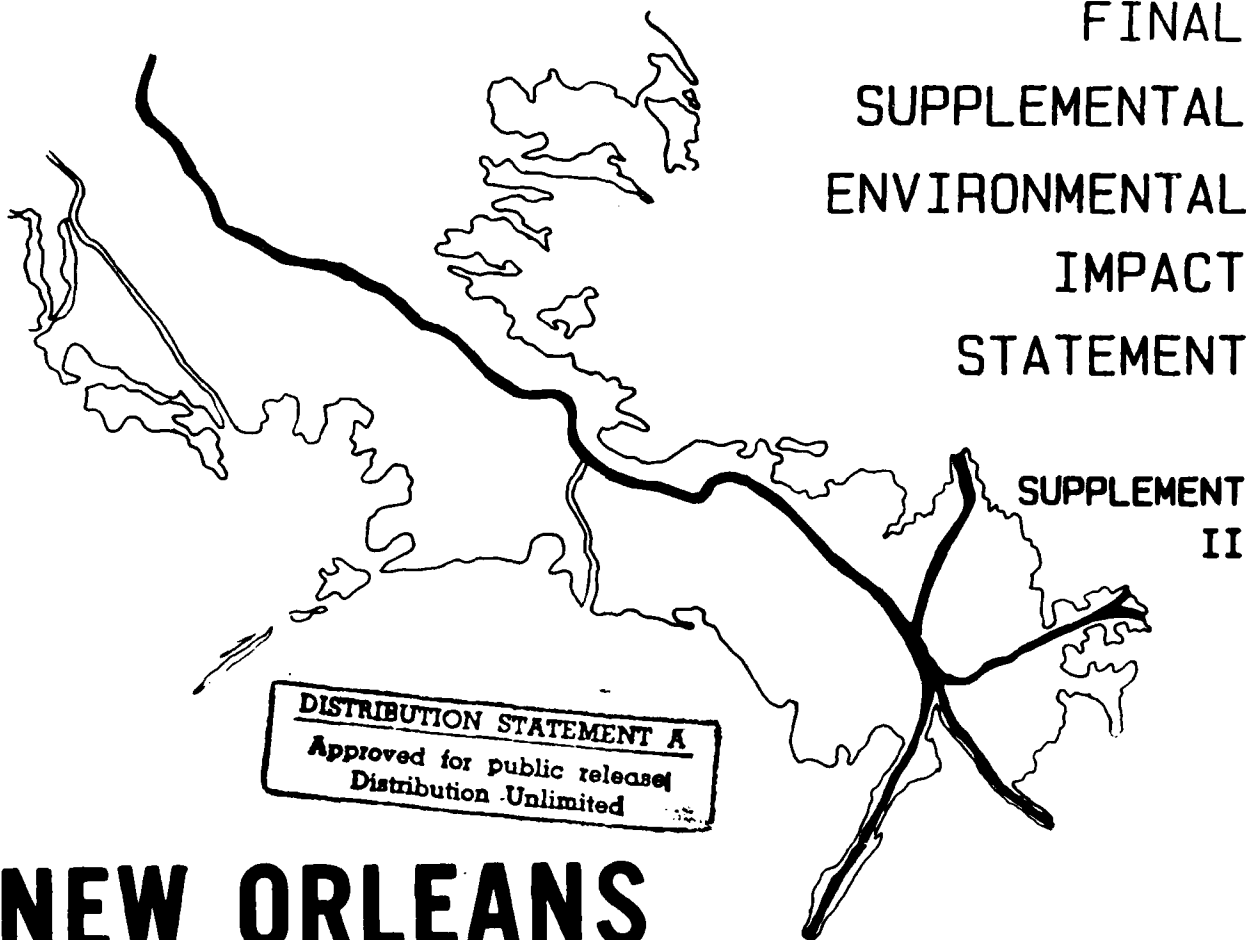 FINAL
SUPPLEMENTAL
ENVIRONMENTAL
IMPACT
STATEMENT
SUPPLEMENT
II
DISTRIBUTION STATEMENT A
Approved for public release
Distribution Unlimited
NEW ORLEANS